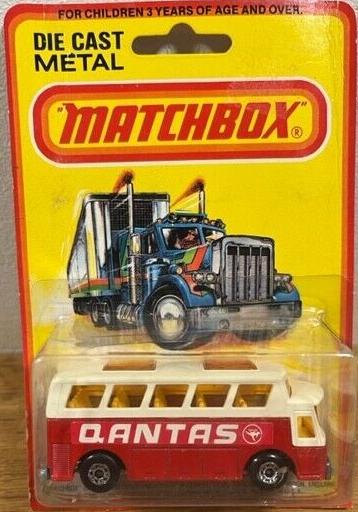 FOR CHILDREN 3 YEARS OF AGE AND OVER.
DIE CAST
METAL
"MATCHBOX"®
QANTAS